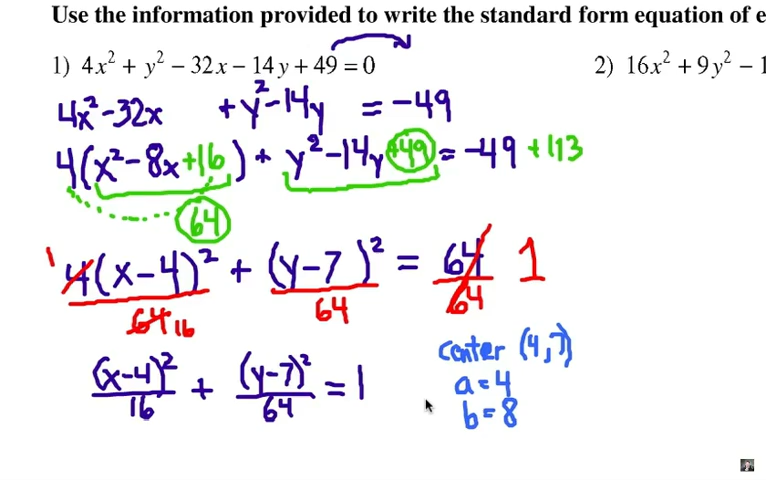 Use the information provided to write the standard form equation of e
1) 4x² + y² − 32x − 14y + 49 = 0
2) 16x² + 9y² − 1
4x² − 32x + y² − 14y = −49
4(x² − 8x + 16) + y² − 14y + 49 = −49 + 113
64
1 4(x − 4)² + (y − 7)² = 64 1
64 16 64 64
(x − 4)²/16 + (y − 7)²/64 = 1
center (4,7)
a = 4
b = 8